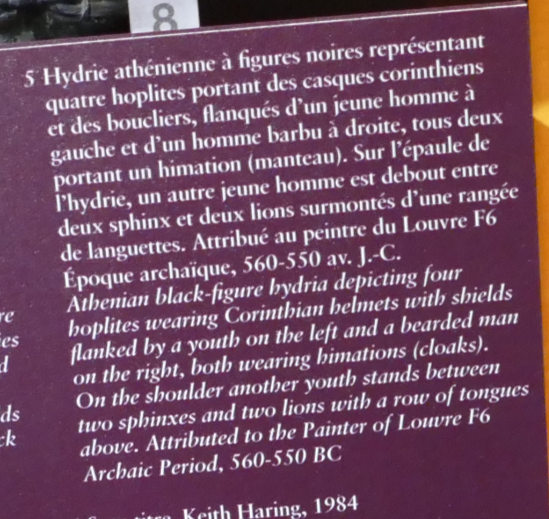 8
5 Hydrie athénienne à figures noires représentant
quatre hoplites portant des casques corinthiens
et des boucliers, flanqués d'un jeune homme à
gauche et d'un homme barbu à droite, tous deux
portant un himation (manteau). Sur l'épaule de
l'hydrie, un autre jeune homme est debout entre
deux sphinx et deux lions surmontés d'une rangée
de languettes. Attribué au peintre du Louvre F6
Époque archaïque, 560-550 av. J.-C.
Athenian black-figure hydria depicting four
hoplites wearing Corinthian helmets with shields
flanked by a youth on the left and a bearded man
on the right, both wearing himations (cloaks).
On the shoulder another youth stands between
two sphinxes and two lions with a row of tongues
above. Attributed to the Painter of Louvre F6
Archaic Period, 560-550 BC
Keith Haring, 1984